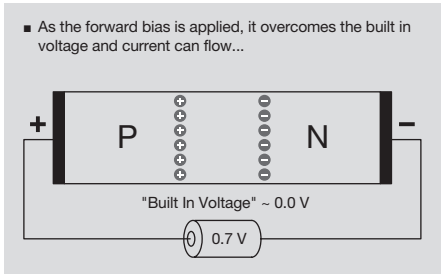 ■ As the forward bias is applied, it overcomes the built in
voltage and current can flow...
+ P N −
"Built In Voltage" ~ 0.0 V
0.7 V